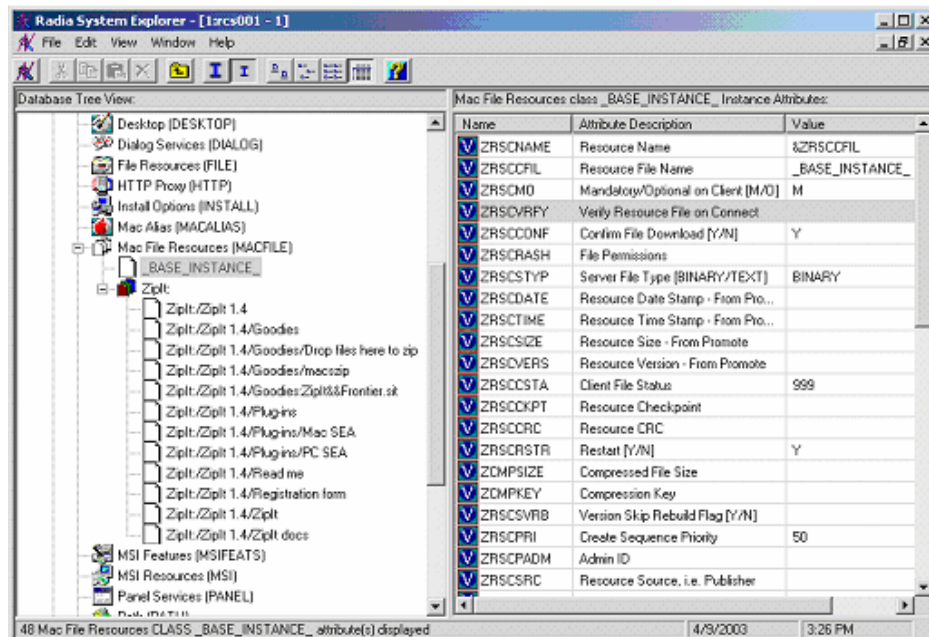 Radia System Explorer - [1:rcs001 - 1]
File Edit View Window Help
Database Tree View:
Desktop (DESKTOP)
Dialog Services (DIALOG)
File Resources (FILE)
HTTP Proxy (HTTP)
Install Options (INSTALL)
Mac Alias (MACALIAS)
Mac File Resources (MACFILE)
_BASE_INSTANCE_
ZipIt:
ZipIt:/ZipIt 1.4
ZipIt:/ZipIt 1.4/Goodies
ZipIt:/ZipIt 1.4/Goodies/Drop files here to zip
ZipIt:/ZipIt 1.4/Goodies/macszip
ZipIt:/ZipIt 1.4/Goodies:ZipIt&&Frontier.sit
ZipIt:/ZipIt 1.4/Plug-ins
ZipIt:/ZipIt 1.4/Plug-ins/Mac SEA
ZipIt:/ZipIt 1.4/Plug-ins/PC SEA
ZipIt:/ZipIt 1.4/Read me
ZipIt:/ZipIt 1.4/Registration form
ZipIt:/ZipIt 1.4/ZipIt
ZipIt:/ZipIt 1.4/ZipIt docs
MSI Features (MSIFEATS)
MSI Resources (MSI)
Panel Services (PANEL)
Mac File Resources class _BASE_INSTANCE_ Instance Attributes:
Name Attribute Description Value
ZRSCNAME Resource Name &ZRSCCFIL
ZRSCCFIL Resource File Name _BASE_INSTANCE_
ZRSCMO Mandatory/Optional on Client [M/O] M
ZRSCVRFY Verify Resource File on Connect
ZRSCCONF Confirm File Download [Y/N] Y
ZRSCRASH File Permissions
ZRSCSTYP Server File Type [BINARY/TEXT] BINARY
ZRSCDATE Resource Date Stamp - From Pro...
ZRSCTIME Resource Time Stamp - From Pro...
ZRSCSIZE Resource Size - From Promote
ZRSCVERS Resource Version - From Promote
ZRSCCSTA Client File Status 999
ZRSCCKPT Resource Checkpoint
ZRSCCRC Resource CRC
ZRSCRSTR Restart [Y/N] Y
ZCMPSIZE Compressed File Size
ZCMPKEY Compression Key
ZRSCSVRB Version Skip Rebuild Flag [Y/N]
ZRSCPRI Create Sequence Priority 50
ZRSCPADM Admin ID
ZRSCSRC Resource Source, i.e. Publisher
48 Mac File Resources CLASS _BASE_INSTANCE_ attribute(s) displayed
4/9/2003 3:26 PM